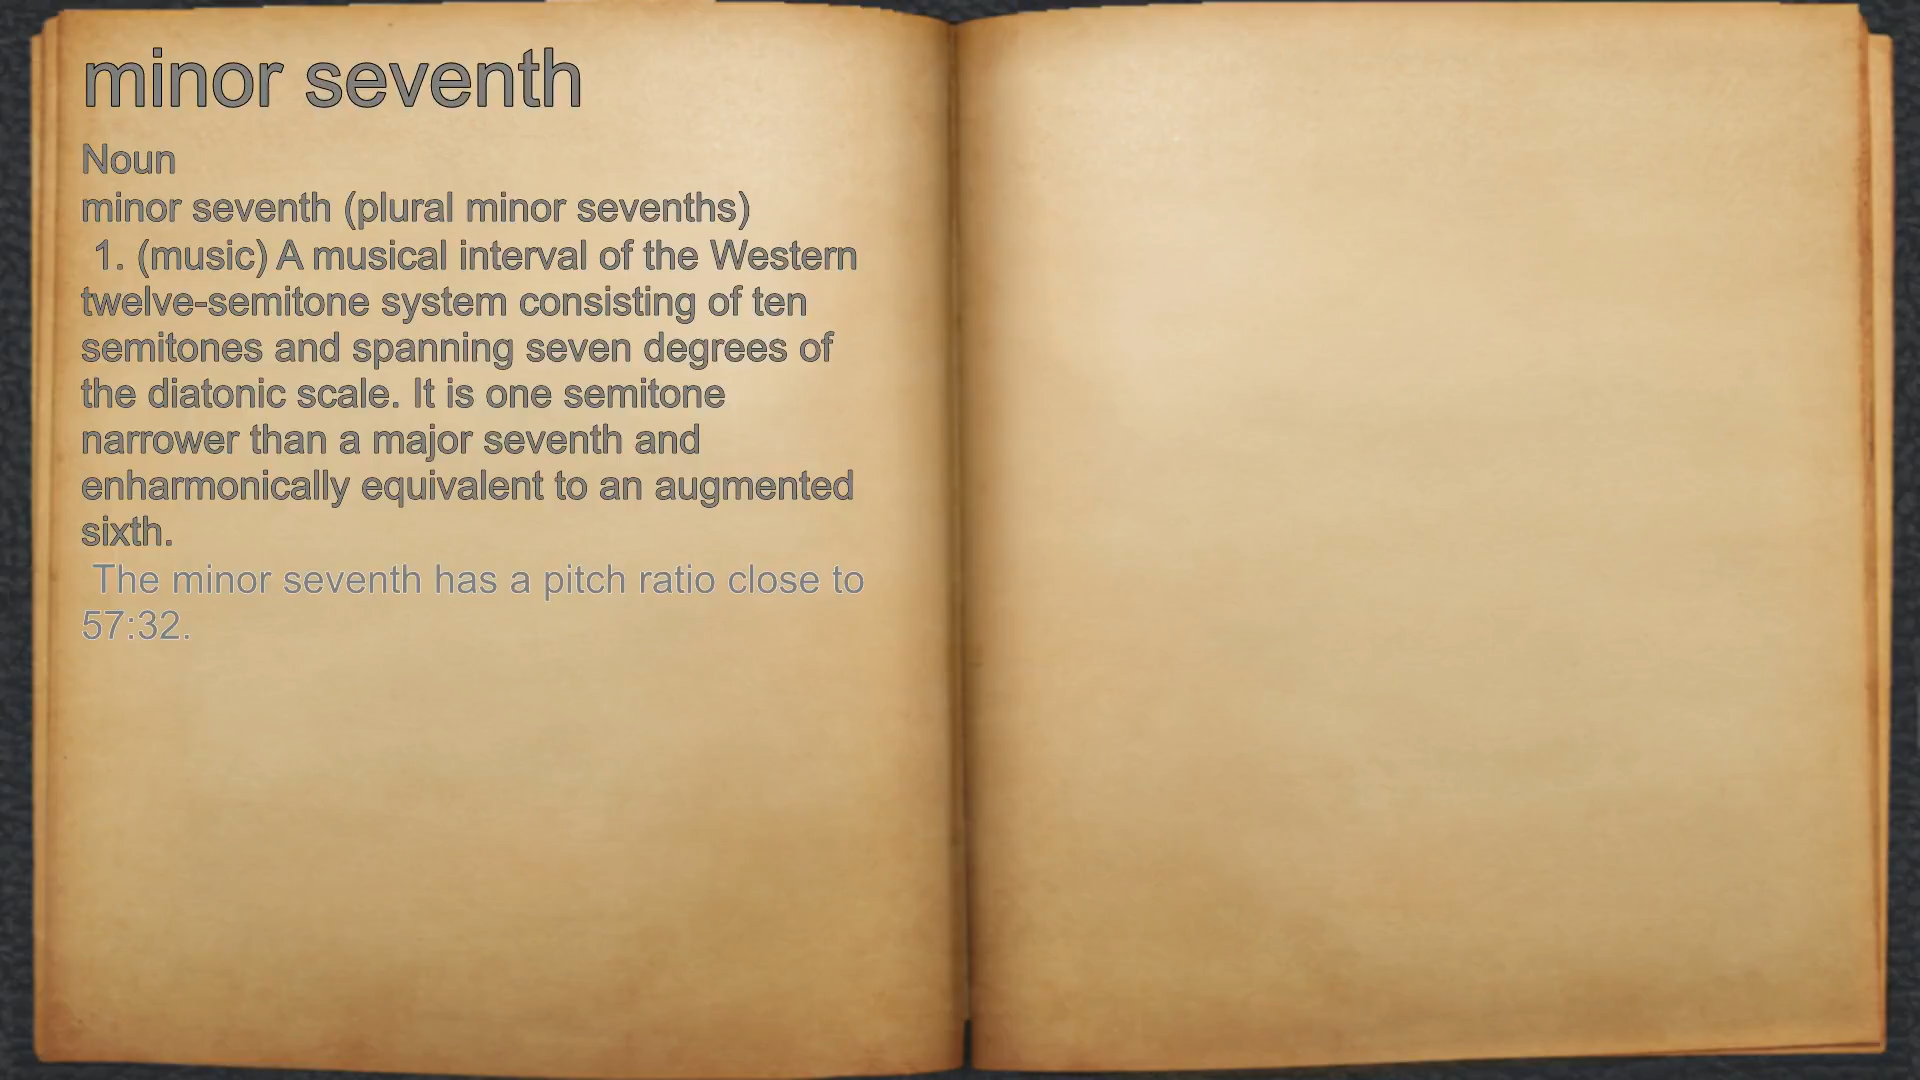 minor seventh
Noun
minor seventh (plural minor sevenths)
1. (music) A musical interval of the Western
twelve-semitone system consisting of ten
semitones and spanning seven degrees of
the diatonic scale. It is one semitone
narrower than a major seventh and
enharmonically equivalent to an augmented
sixth.
The minor seventh has a pitch ratio close to
57:32.